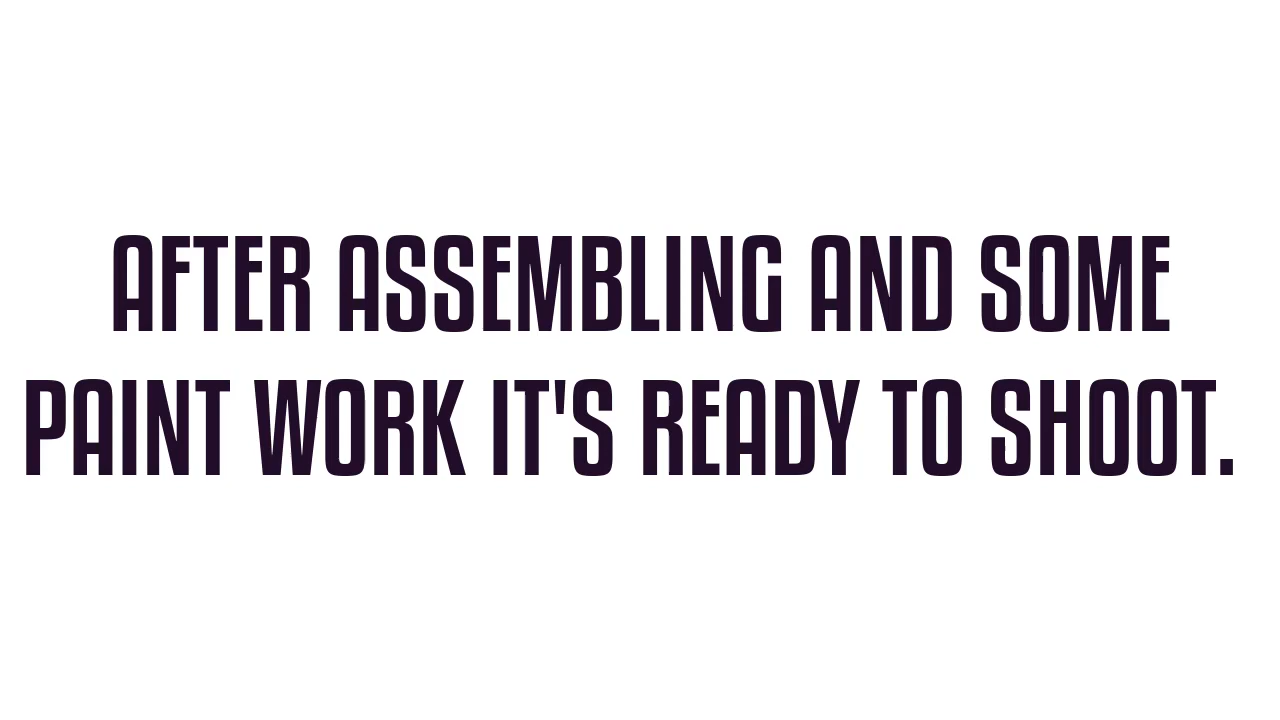 AFTER ASSEMBLING AND SOME
PAINT WORK IT'S READY TO SHOOT.